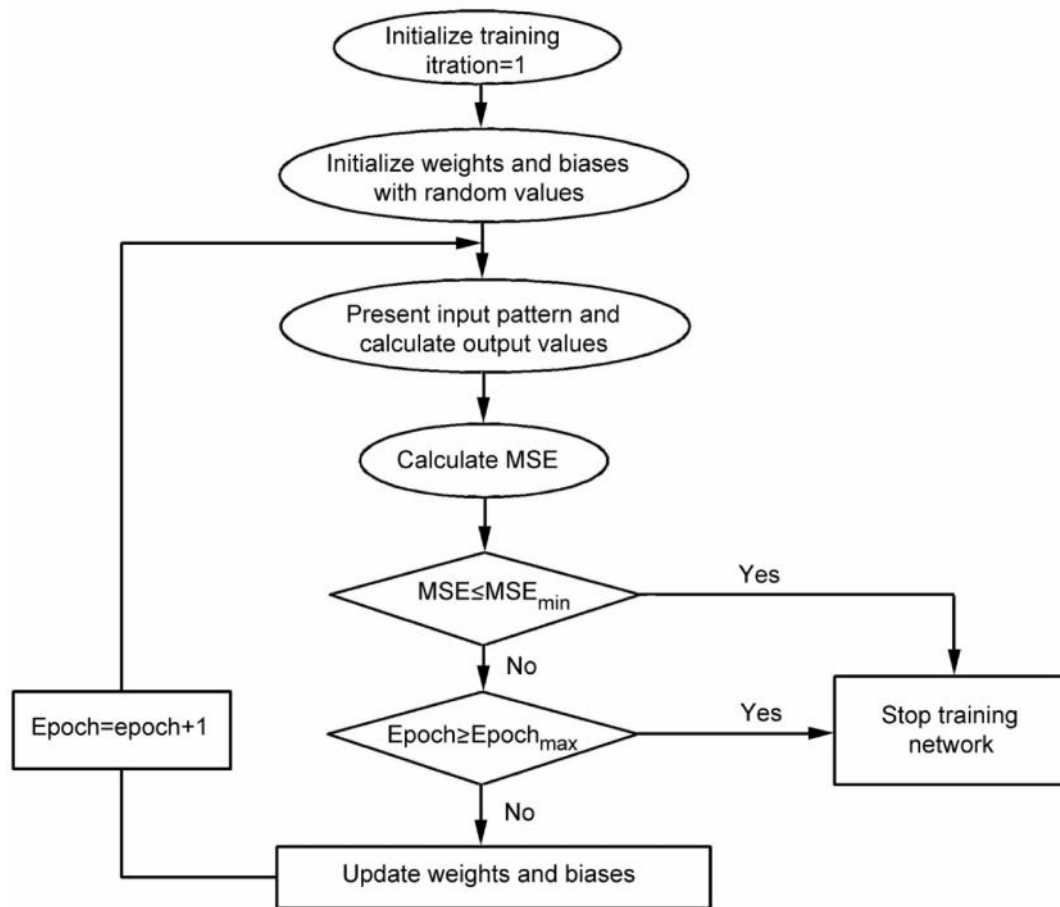 Initialize training
itration=1
Initialize weights and biases
with random values
Present input pattern and
calculate output values
Calculate MSE
MSE≤MSEmin
Yes
No
Epoch=epoch+1
Epoch≥Epochmax
Yes
Stop training
network
No
Update weights and biases